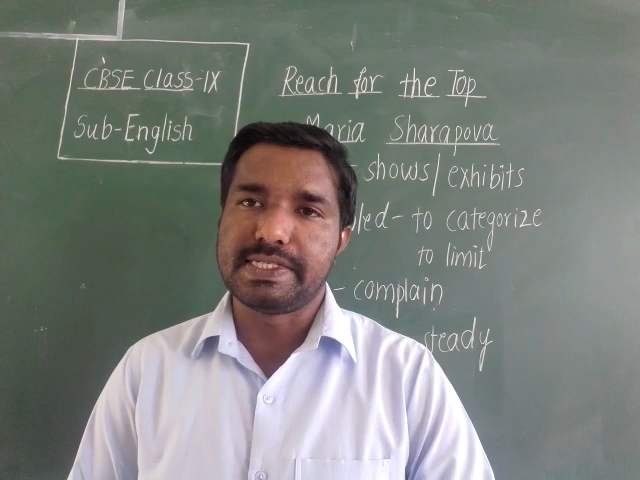 CBSE Class-IX
Sub-English
Reach for the Top
Maria Sharapova
- shows/exhibits
- to categorize
to limit
- complain
steady